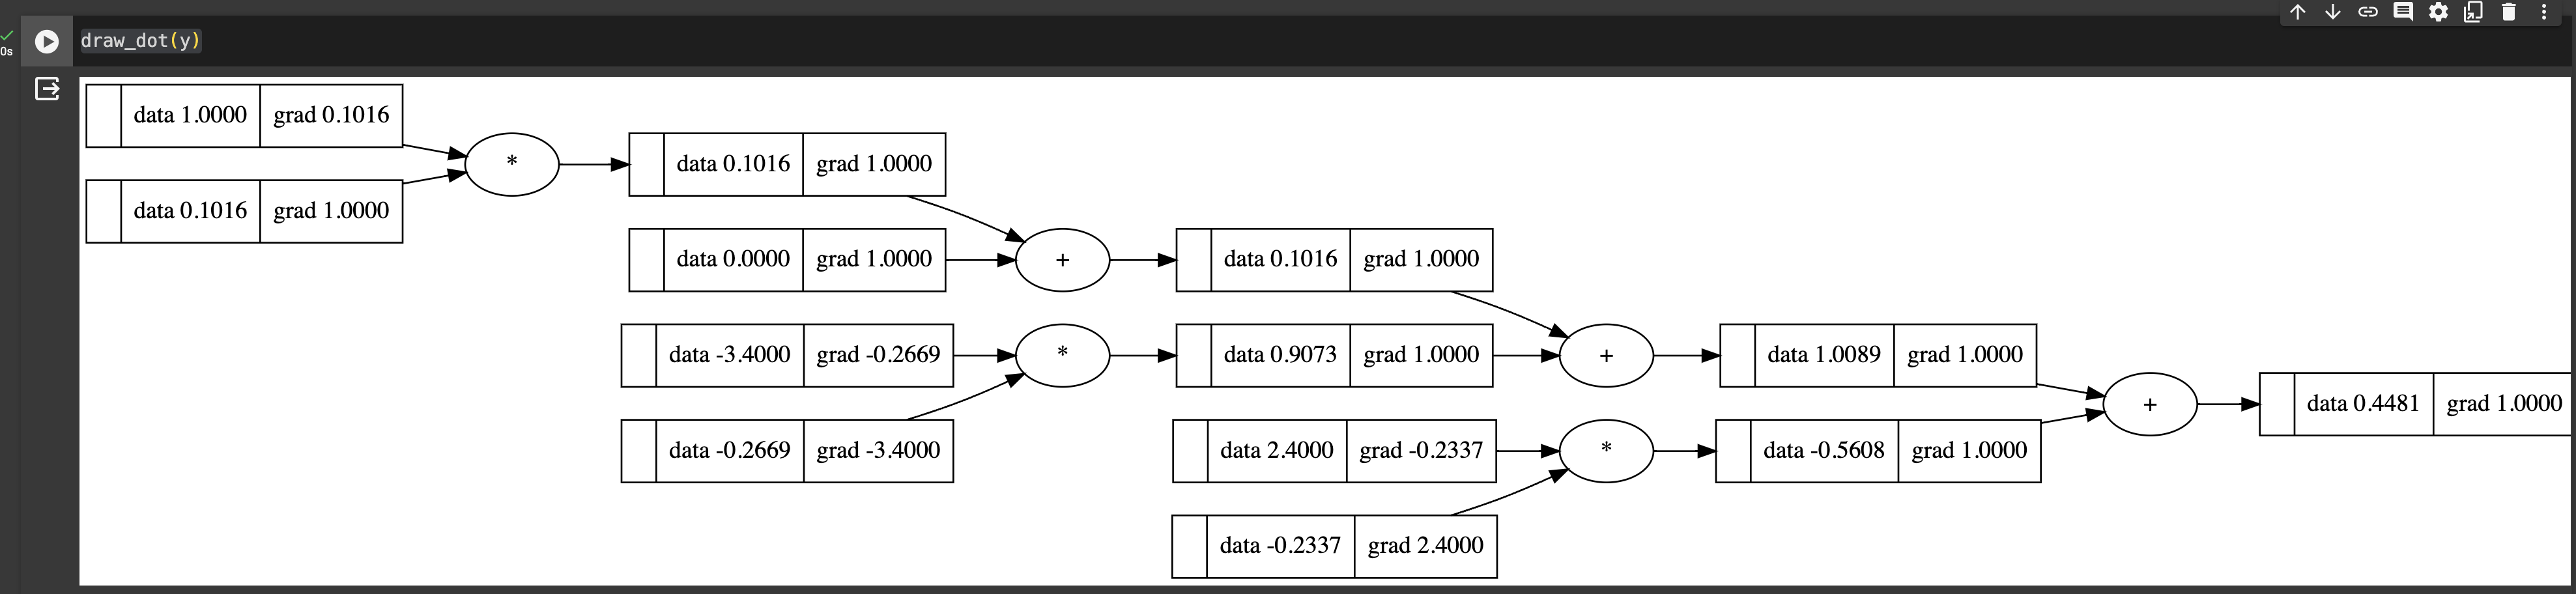 draw_dot(y)
0s
data 1.0000 grad 0.1016
data 0.1016 grad 1.0000
*
data 0.1016 grad 1.0000
data 0.0000 grad 1.0000
+
data 0.1016 grad 1.0000
data -3.4000 grad -0.2669
*
data 0.9073 grad 1.0000
+
data 1.0089 grad 1.0000
data -0.2669 grad -3.4000
data 2.4000 grad -0.2337
*
data -0.5608 grad 1.0000
+
data 0.4481 grad 1.0000
data -0.2337 grad 2.4000